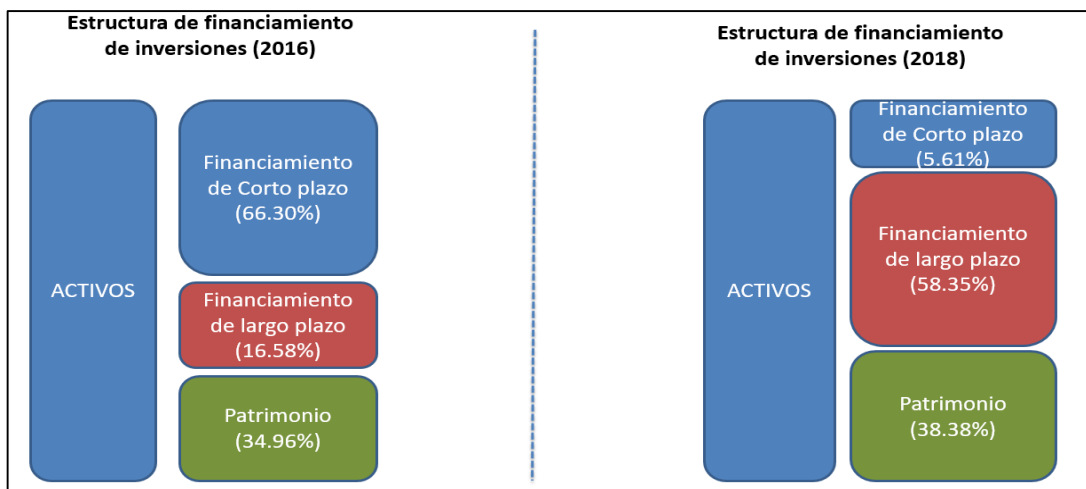 Estructura de financiamiento
de inversiones (2016)
ACTIVOS
Financiamiento
de Corto plazo
(66.30%)
Financiamiento
de largo plazo
(16.58%)
Patrimonio
(34.96%)
Estructura de financiamiento
de inversiones (2018)
ACTIVOS
Financiamiento
de Corto plazo
(5.61%)
Financiamiento
de largo plazo
(58.35%)
Patrimonio
(38.38%)